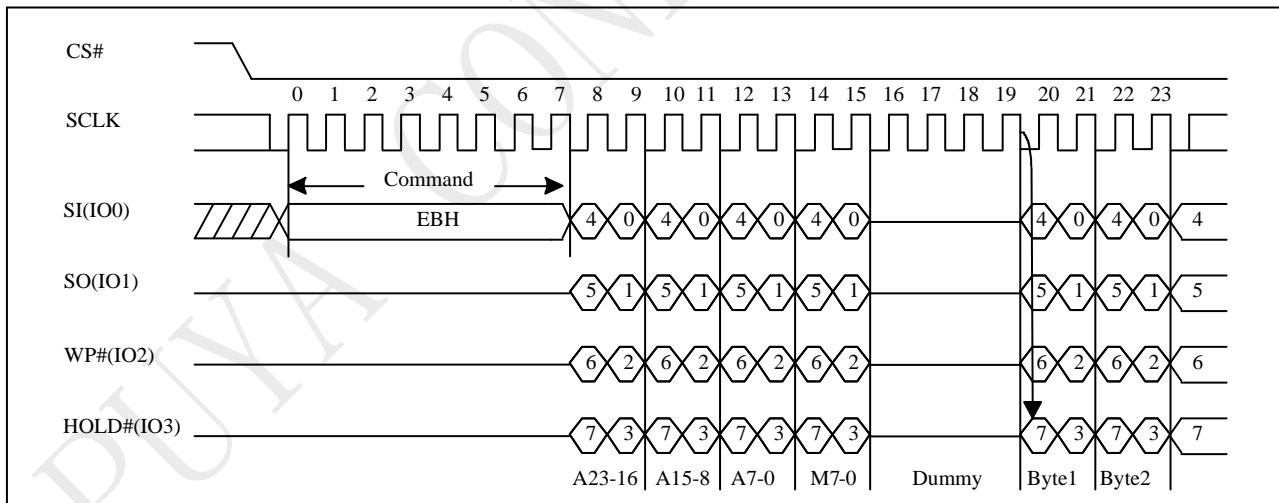 CS#
0 1 2 3 4 5 6 7 8 9 10 11 12 13 14 15 16 17 18 19 20 21 22 23
SCLK
Command
SI(IO0) EBH 4 0 4 0 4 0 4 0 4 0 4 0 4
SO(IO1) 5 1 5 1 5 1 5 1 5 1 5 1 5
WP#(IO2) 6 2 6 2 6 2 6 2 6 2 6 2 6
HOLD#(IO3) 7 3 7 3 7 3 7 3 7 3 7 3 7
A23-16 A15-8 A7-0 M7-0 Dummy Byte1 Byte2
PUYA CON